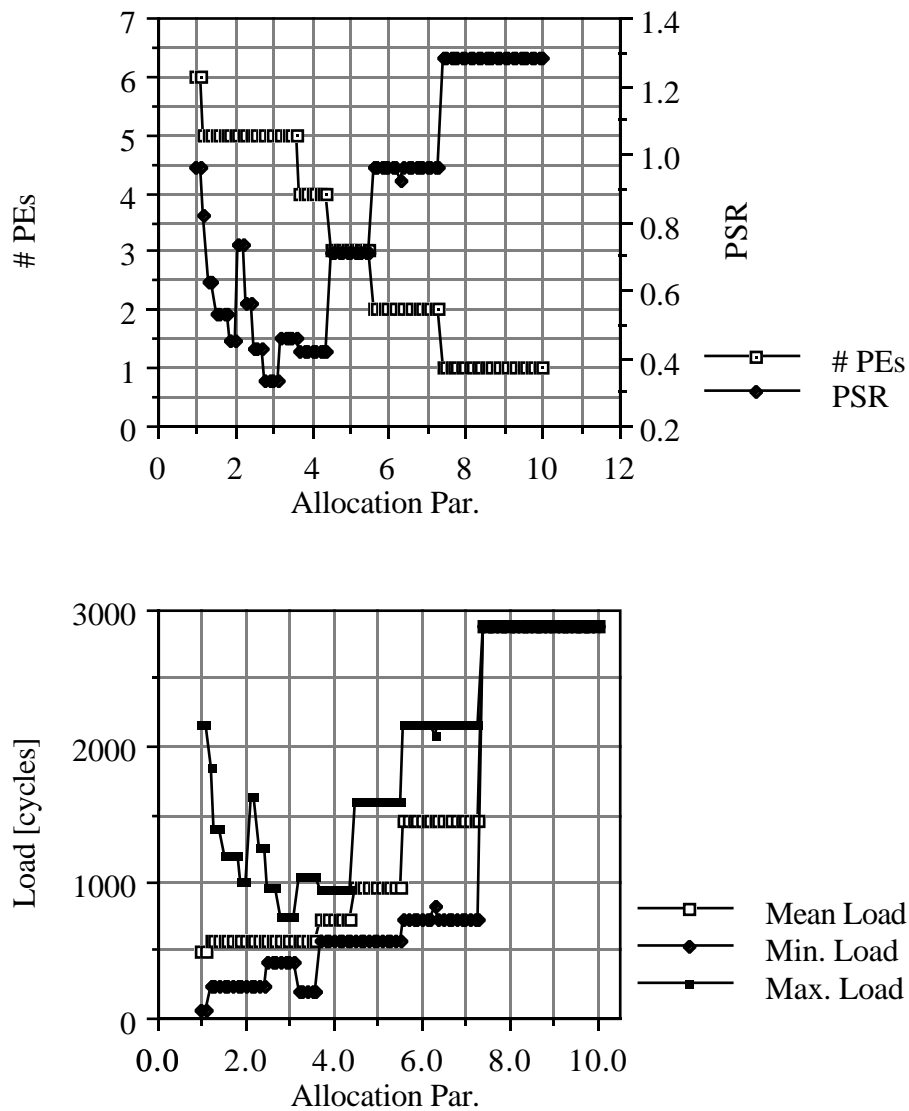 7
6
5
4
3
2
1
0
# PEs
1.4
1.2
1.0
0.8
0.6
0.4
0.2
PSR
0 2 4 6 8 10 12
Allocation Par.
# PEs
PSR
3000
2000
1000
0
Load [cycles]
0.0 2.0 4.0 6.0 8.0 10.0
Allocation Par.
Mean Load
Min. Load
Max. Load